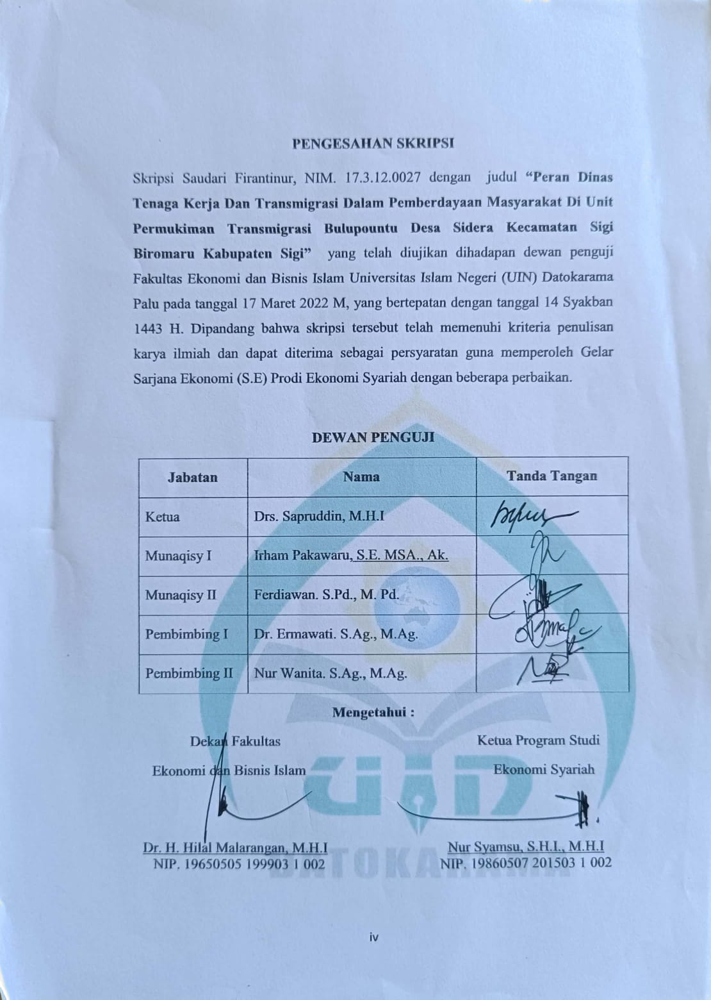 PENGESAHAN SKRIPSI
Skripsi Saudari Firantinur, NIM. 17.3.12.0027 dengan judul “Peran Dinas
Tenaga Kerja Dan Transmigrasi Dalam Pemberdayaan Masyarakat Di Unit
Permukiman Transmigrasi Bulupountu Desa Sidera Kecamatan Sigi
Biromaru Kabupaten Sigi” yang telah diujikan dihadapan dewan penguji
Fakultas Ekonomi dan Bisnis Islam Universitas Islam Negeri (UIN) Datokarama
Palu pada tanggal 17 Maret 2022 M, yang bertepatan dengan tanggal 14 Syakban
1443 H. Dipandang bahwa skripsi tersebut telah memenuhi kriteria penulisan
karya ilmiah dan dapat diterima sebagai persyaratan guna memperoleh Gelar
Sarjana Ekonomi (S.E) Prodi Ekonomi Syariah dengan beberapa perbaikan.
DEWAN PENGUJI
Jabatan Nama Tanda Tangan
Ketua Drs. Sapruddin, M.H.I
Munaqisy I Irham Pakawaru, S.E. MSA., Ak.
Munaqisy II Ferdiawan. S.Pd., M. Pd.
Pembimbing I Dr. Ermawati. S.Ag., M.Ag.
Pembimbing II Nur Wanita. S.Ag., M.Ag.
Mengetahui :
Dekan Fakultas Ketua Program Studi
Ekonomi dan Bisnis Islam Ekonomi Syariah
UIN
Dr. H. Hilal Malarangan, M.H.I Nur Syamsu, S.H.I., M.H.I
NIP. 19650505 199903 1 002 NIP. 19860507 201503 1 002
DATOKARAMA
iv